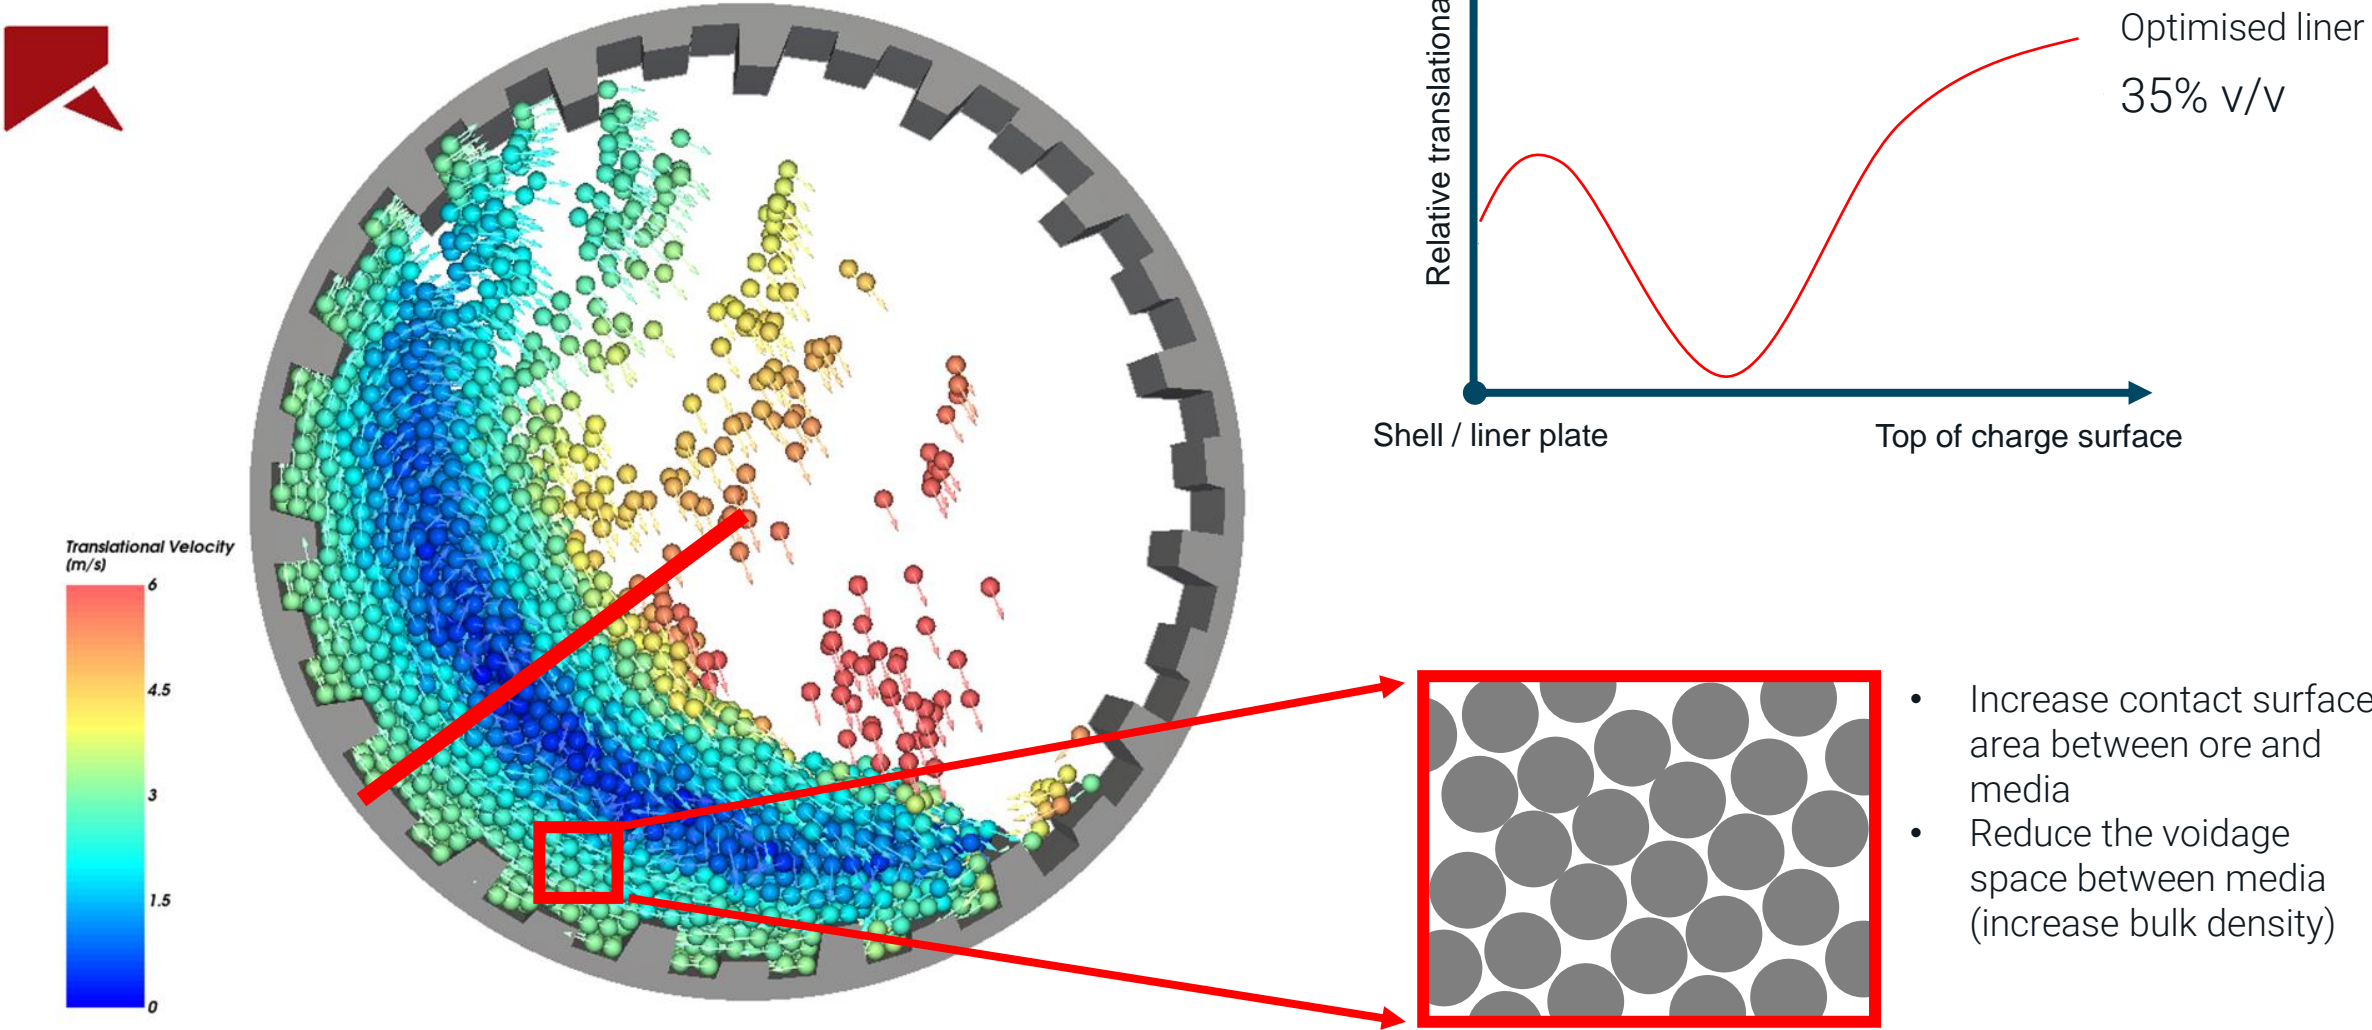 Relative translational
Optimised liner
35% v/v
Shell / liner plate
Top of charge surface
Translational Velocity
(m/s)
6
4.5
3
1.5
0
• Increase contact surface
area between ore and
media
• Reduce the voidage
space between media
(increase bulk density)